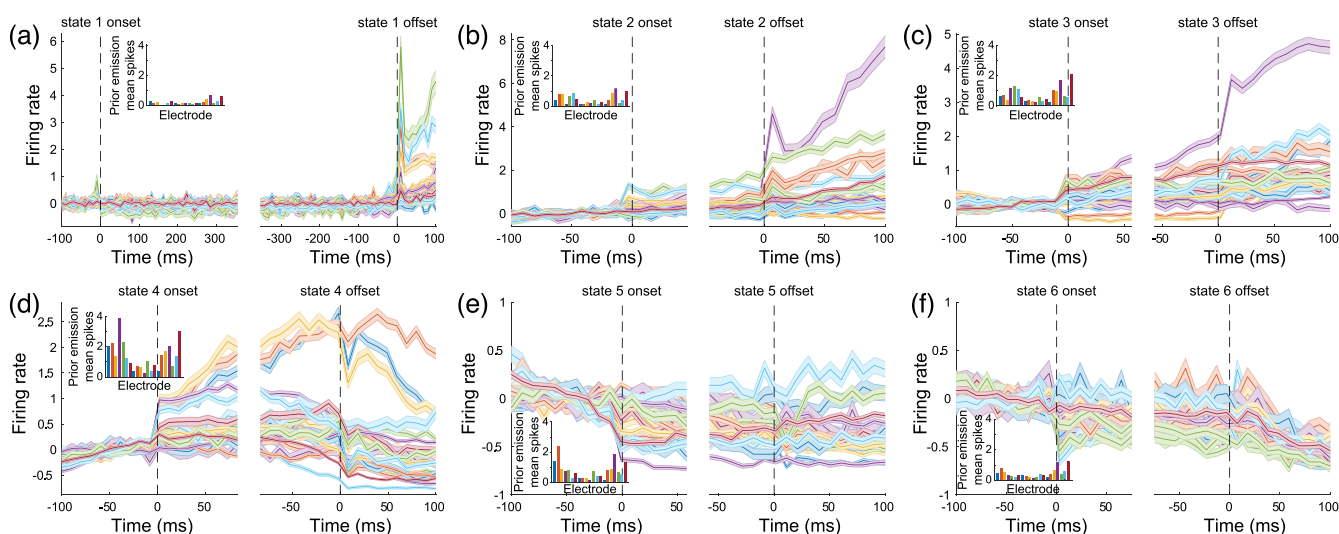 (a)
state 1 onset
state 1 offset
Firing rate
6
5
4
3
2
1
0
Prior emission
mean spikes
4
2
0
Electrode
-100 0 100 200 300
-300 -200 -100 0 100
Time (ms)
Time (ms)
(b)
state 2 onset
state 2 offset
Firing rate
8
6
4
2
0
Prior emission
mean spikes
4
2
0
Electrode
-100 -50 0
-50 0 50 100
Time (ms)
Time (ms)
(c)
state 3 onset
state 3 offset
Firing rate
5
4
3
2
1
0
Prior emission
mean spikes
4
2
0
Electrode
-100 -50 0 50
-50 0 50 100
Time (ms)
Time (ms)
(d)
state 4 onset
state 4 offset
Firing rate
2.5
2
1.5
1
0.5
0
-0.5
Prior emission
mean spikes
4
2
0
Electrode
-100 -50 0 50
-50 0 50 100
Time (ms)
Time (ms)
(e)
state 5 onset
state 5 offset
Firing rate
1
0.5
0
-0.5
-1
Prior emission
mean spikes
4
2
0
Electrode
-100 -50 0 50
-50 0 50 100
Time (ms)
Time (ms)
(f)
state 6 onset
state 6 offset
Firing rate
1
0.5
0
-0.5
-1
Prior emission
mean spikes
4
2
0
Electrode
-100 -50 0 50
-50 0 50 100
Time (ms)
Time (ms)